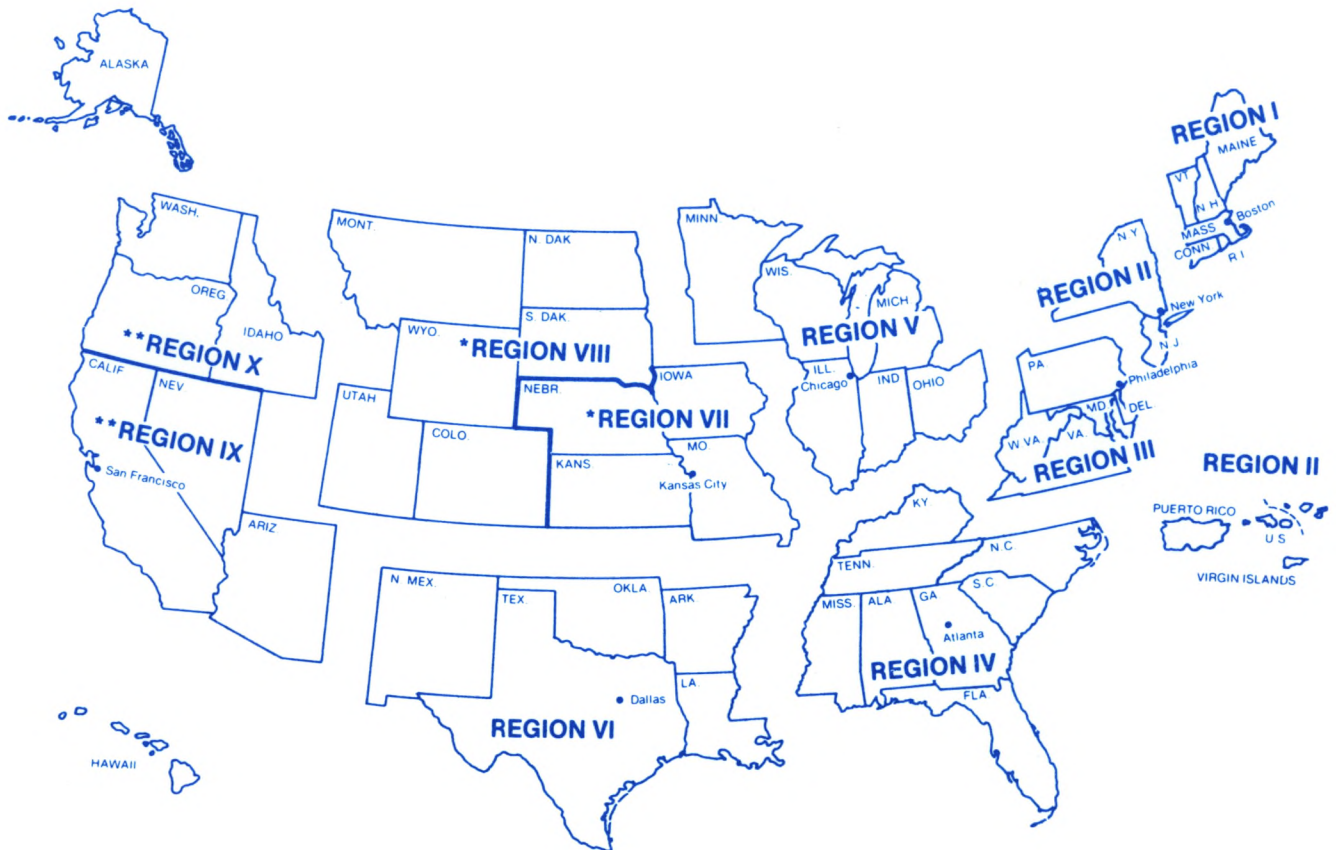 ALASKA
REGION I
MAINE
VT
N H
Boston
MASS
CONN
R I
WASH.
MONT.
N. DAK
MINN
N Y
WIS.
REGION II
OREG
MICH
New York
S. DAK.
IDAHO
WYO.
REGION V
**REGION X
*REGION VIII
N J
CALIF
NEV.
UTAH
NEBR.
IOWA
ILL.
Chicago
IND
OHIO
PA.
Philadelphia
MD
DEL
*REGION VII
**REGION IX
COLO.
MO.
W VA.
VA.
REGION III
KANS.
San Francisco
Kansas City
REGION II
KY.
ARIZ
PUERTO RICO
U S
VIRGIN ISLANDS
N.C
TENN.
N. MEX.
OKLA.
TEX.
ARK.
MISS.
ALA
GA.
S.C.
Atlanta
REGION IV
LA.
FLA
Dallas
REGION VI
HAWAII